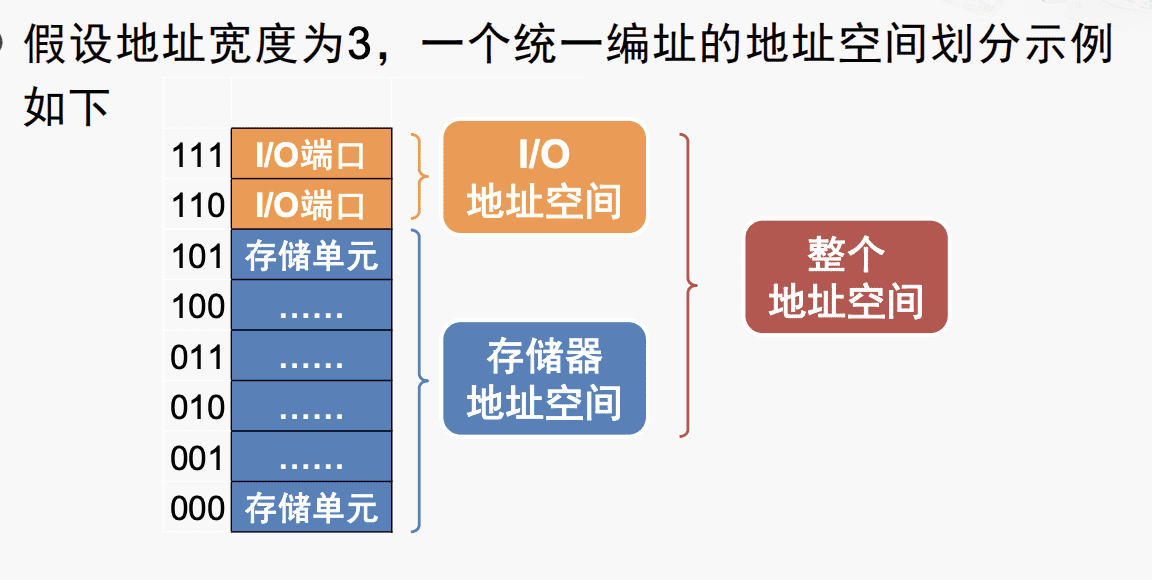 假设地址宽度为3，一个统一编址的地址空间划分示例
如下
111 I/O端口
110 I/O端口
101 存储单元
100 ……
011 ……
010 ……
001 ……
000 存储单元
I/O
地址空间
存储器
地址空间
整个
地址空间